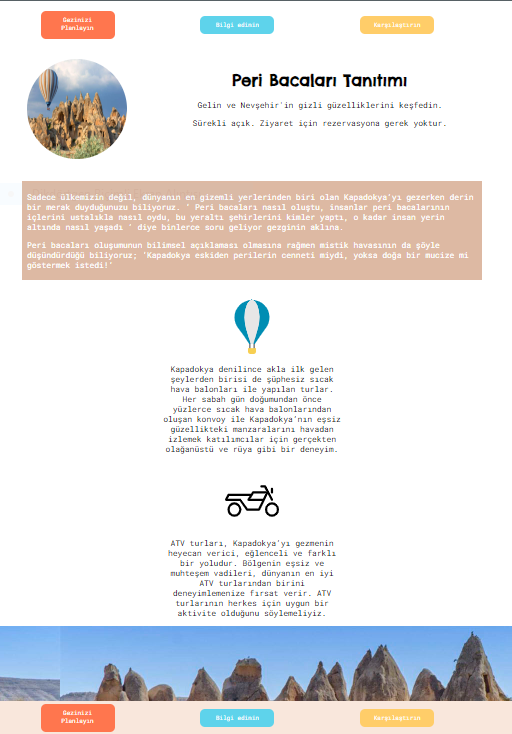 Gezinizi
Planlayın
Bilgi edinin
Karşılaştırın
Peri Bacaları Tanıtımı
Gelin ve Nevşehir'in gizli güzelliklerini keşfedin.
Sürekli açık. Ziyaret için rezervasyona gerek yoktur.
Sadece ülkemizin değil, dünyanın en gizemli yerlerinden biri olan Kapadokya'yı gezerken derin
bir merak duyduğunuzu biliyoruz. ' Peri bacaları nasıl oluştu, insanlar peri bacalarının
içlerini ustalıkla nasıl oydu, bu yeraltı şehirlerini kimler yaptı, o kadar insan yerin
altında nasıl yaşadı ' diye binlerce soru geliyor gezginin aklına.
Peri bacaları oluşumunun bilimsel açıklaması olmasına rağmen mistik havasının da şöyle
düşündürdüğü biliyoruz; 'Kapadokya eskiden perilerin cenneti miydi, yoksa doğa bir mucize mi
göstermek istedi!'
Kapadokya denilince akla ilk gelen
şeylerden birisi de şüphesiz sıcak
hava balonları ile yapılan turlar.
Her sabah gün doğumundan önce
yüzlerce sıcak hava balonlarından
oluşan konvoy ile Kapadokya'nın eşsiz
güzellikteki manzaralarını havadan
izlemek katılımcılar için gerçekten
olağanüstü ve rüya gibi bir deneyim.
ATV turları, Kapadokya'yı gezmenin
heyecan verici, eğlenceli ve farklı
bir yoludur. Bölgenin eşsiz ve
muhteşem vadileri, dünyanın en iyi
ATV turlarından birini
deneyimlemenize fırsat verir. ATV
turlarının herkes için uygun bir
aktivite olduğunu söylemeliyiz.
Gezinizi
Planlayın
Bilgi edinin
Karşılaştırın